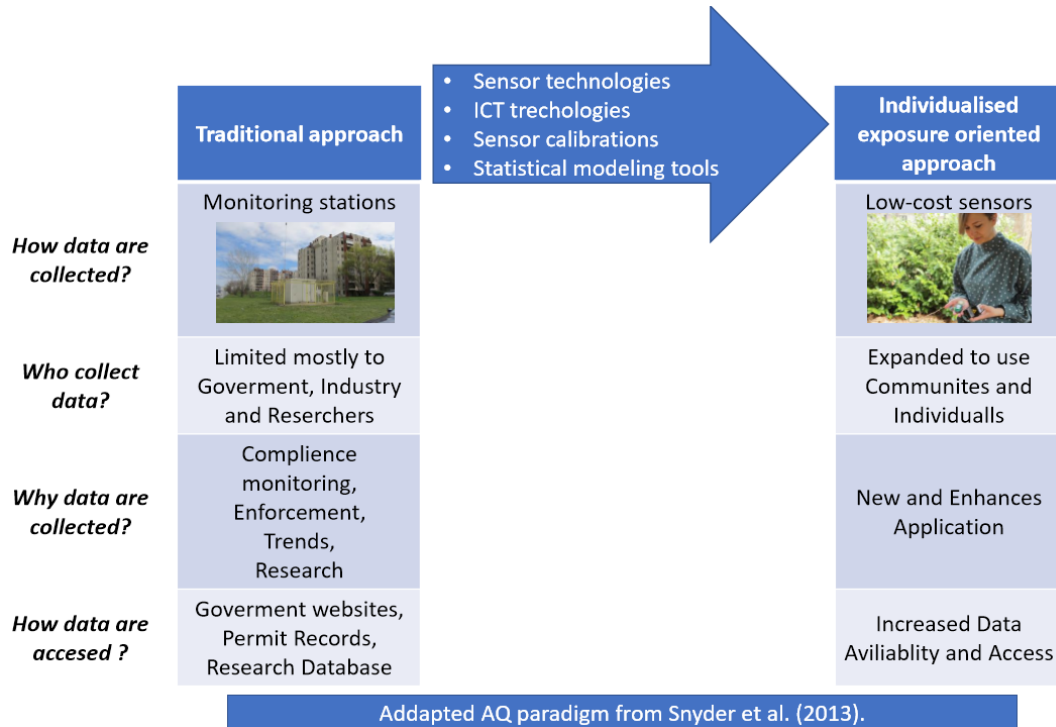 • Sensor technologies
• ICT trechologies
• Sensor calibrations
• Statistical modeling tools
Traditional approach
Individualised
exposure oriented
approach
How data are
collected?
Monitoring stations
Low-cost sensors
Who collect
data?
Limited mostly to
Goverment, Industry
and Reserchers
Expanded to use
Communites and
Individualls
Why data are
collected?
Complience
monitoring,
Enforcement,
Trends,
Research
New and Enhances
Application
How data are
accesed ?
Goverment websites,
Permit Records,
Research Database
Increased Data
Aviliablity and Access
Addapted AQ paradigm from Snyder et al. (2013).